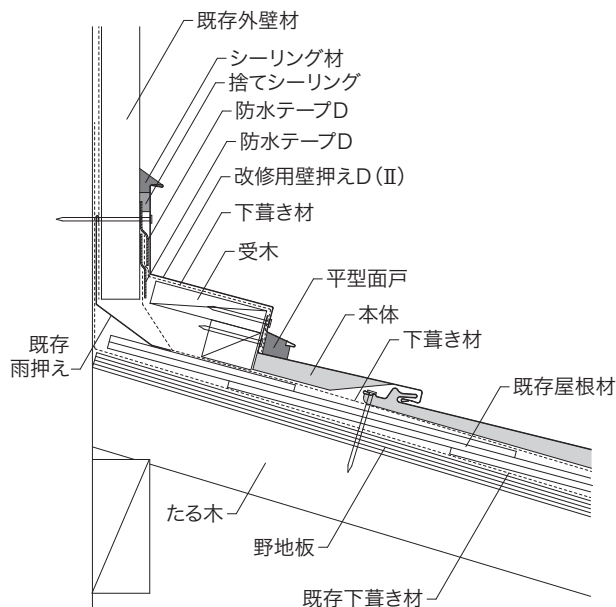 既存外壁材
シーリング材
捨てシーリング
防水テープD
防水テープD
改修用壁押えD(Ⅱ)
下葺き材
受木
平型面戸
本体
下葺き材
既存屋根材
既存
雨押え
たる木
野地板
既存下葺き材